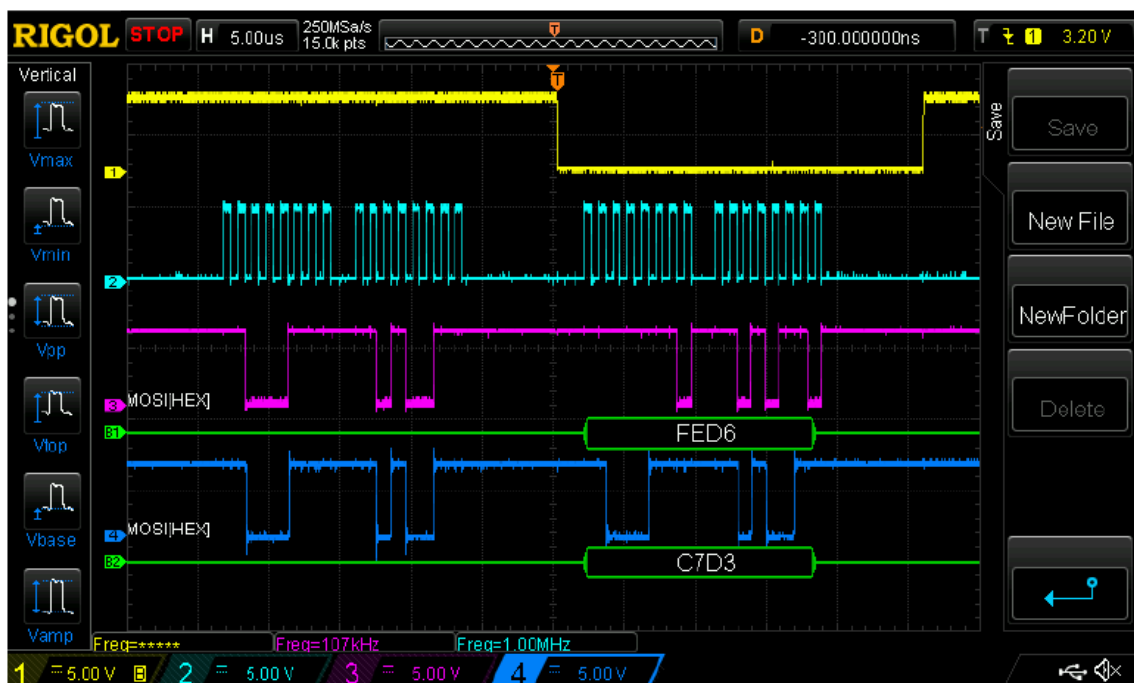 RIGOL STOP H 5.00us 250MSa/s 15.0k pts T D -300.000000ns T 1 3.20 V
Vertical
Vmax
Vmin
Vpp
Vtop
Vbase
Vamp
T
1
2
3 MOSI[HEX]
B1 FED6
4 MOSI[HEX]
B2 C7D3
Save
Save
New File
NewFolder
Delete
Freq=***** Freq=107kHz Freq=1.00MHz
1 =5.00 V B 2 = 5.00 V 3 = 5.00 V 4 = 5.00 V